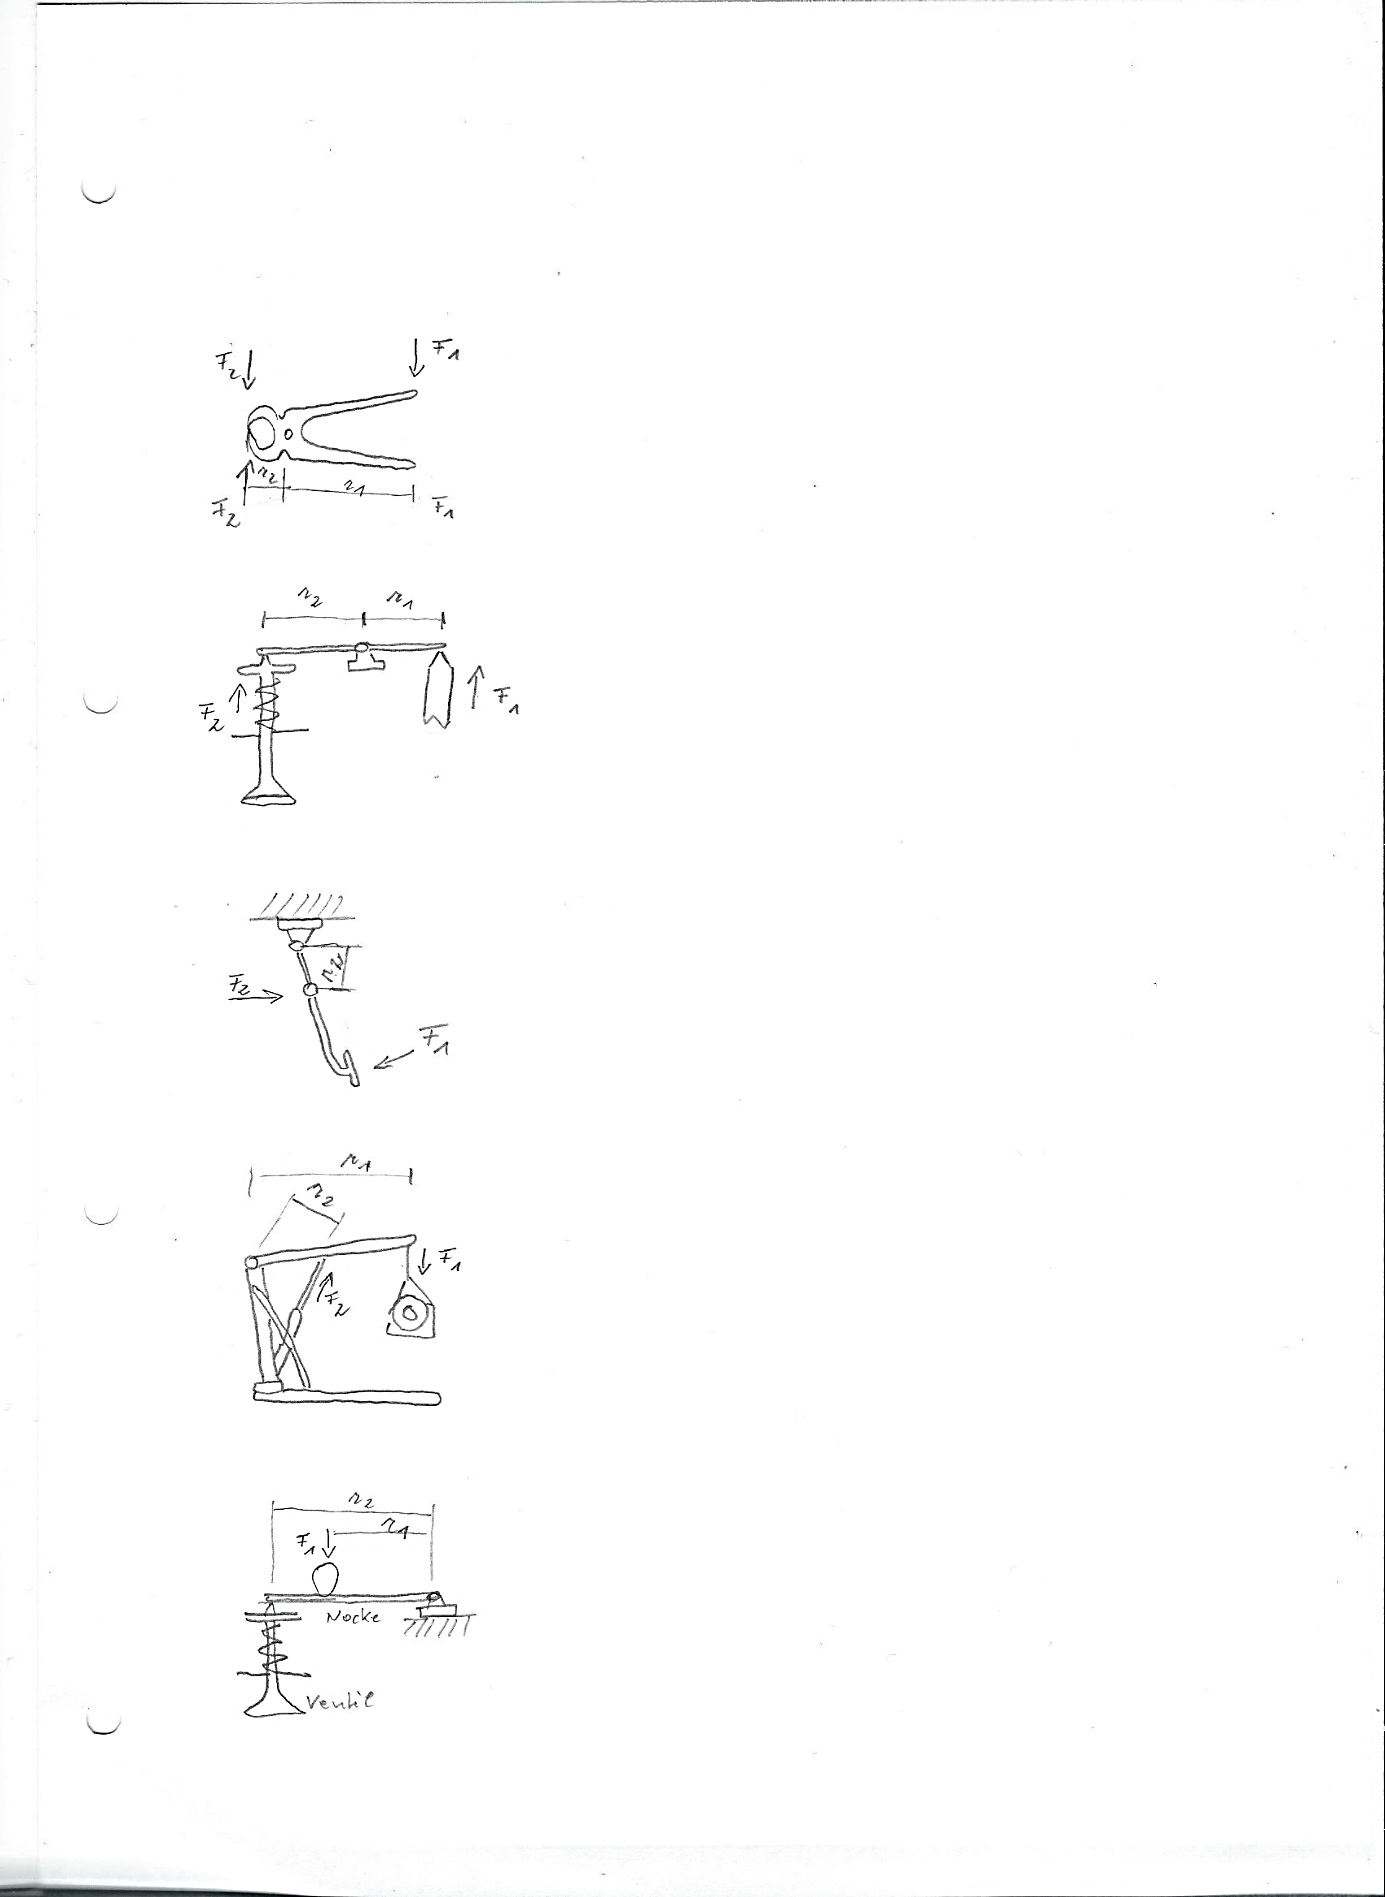 F₂ F₁
r₂ r₁
F₂ F₁
r₂ r₁
F₂ F₁
r₂
F₂
F₁
r₁
r₂
F₁
F₂
r₂
r₁
F₁
Nocke
Ventil